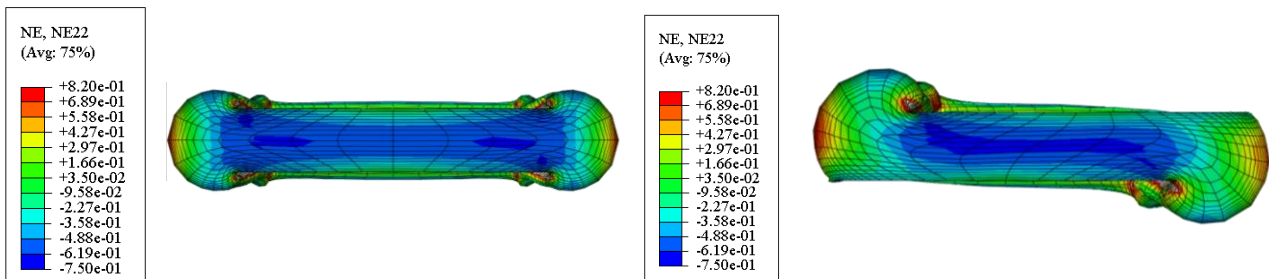 NE, NE22
(Avg: 75%)
+8.20e-01
+6.89e-01
+5.58e-01
+4.27e-01
+2.97e-01
+1.66e-01
+3.50e-02
-9.58e-02
-2.27e-01
-3.58e-01
-4.88e-01
-6.19e-01
-7.50e-01
NE, NE22
(Avg: 75%)
+8.20e-01
+6.89e-01
+5.58e-01
+4.27e-01
+2.97e-01
+1.66e-01
+3.50e-02
-9.58e-02
-2.27e-01
-3.58e-01
-4.88e-01
-6.19e-01
-7.50e-01